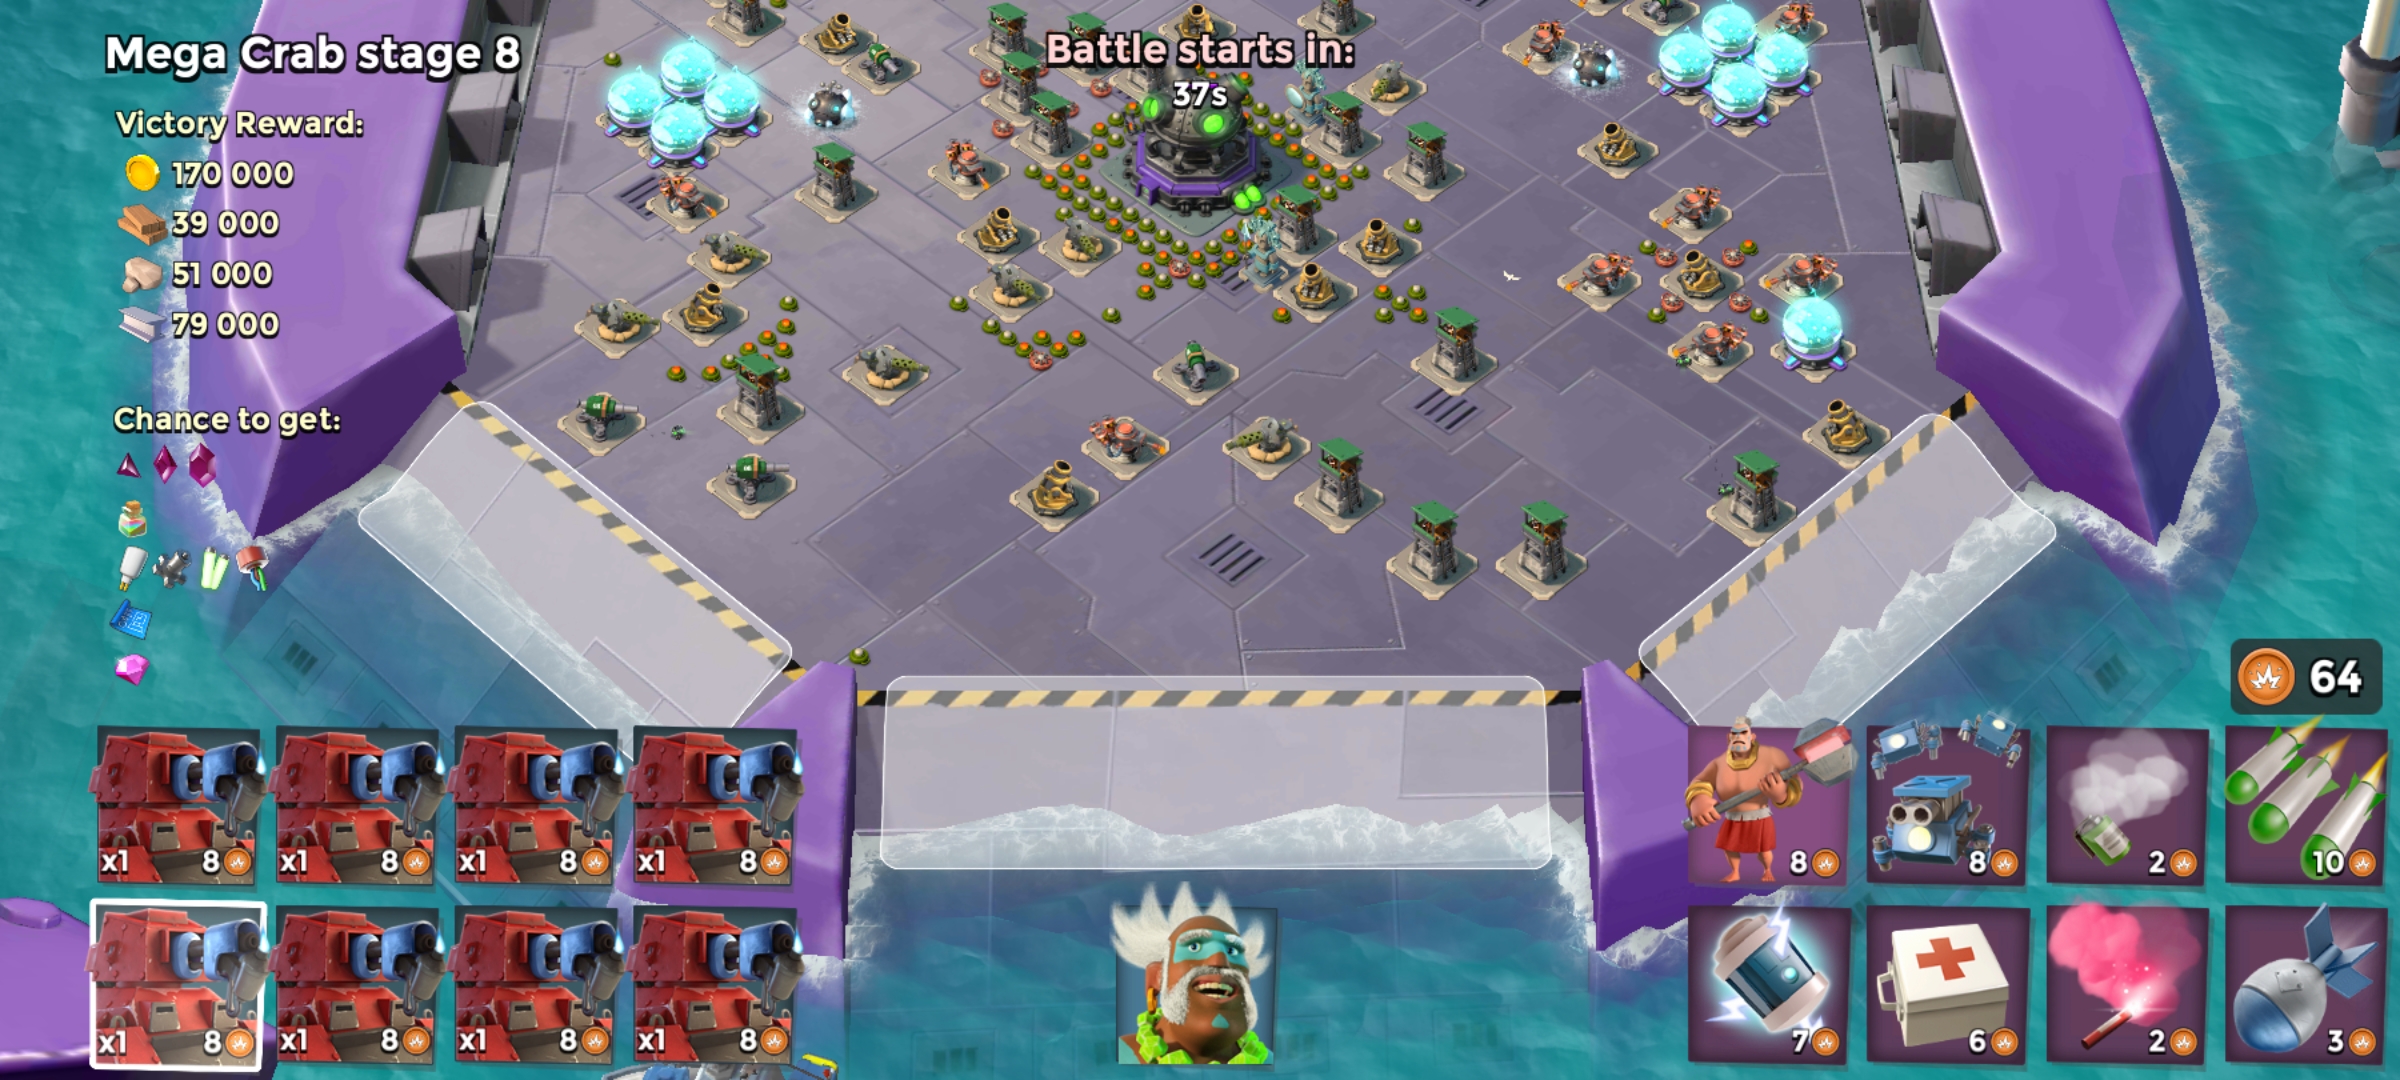 Mega Crab stage 8
Battle starts in:
37s
Victory Reward:
170 000
39 000
51 000
79 000
Chance to get:
64
x1 8
x1 8
x1 8
x1 8
8
8
2
10
x1 8
x1 8
x1 8
x1 8
7
6
2
3